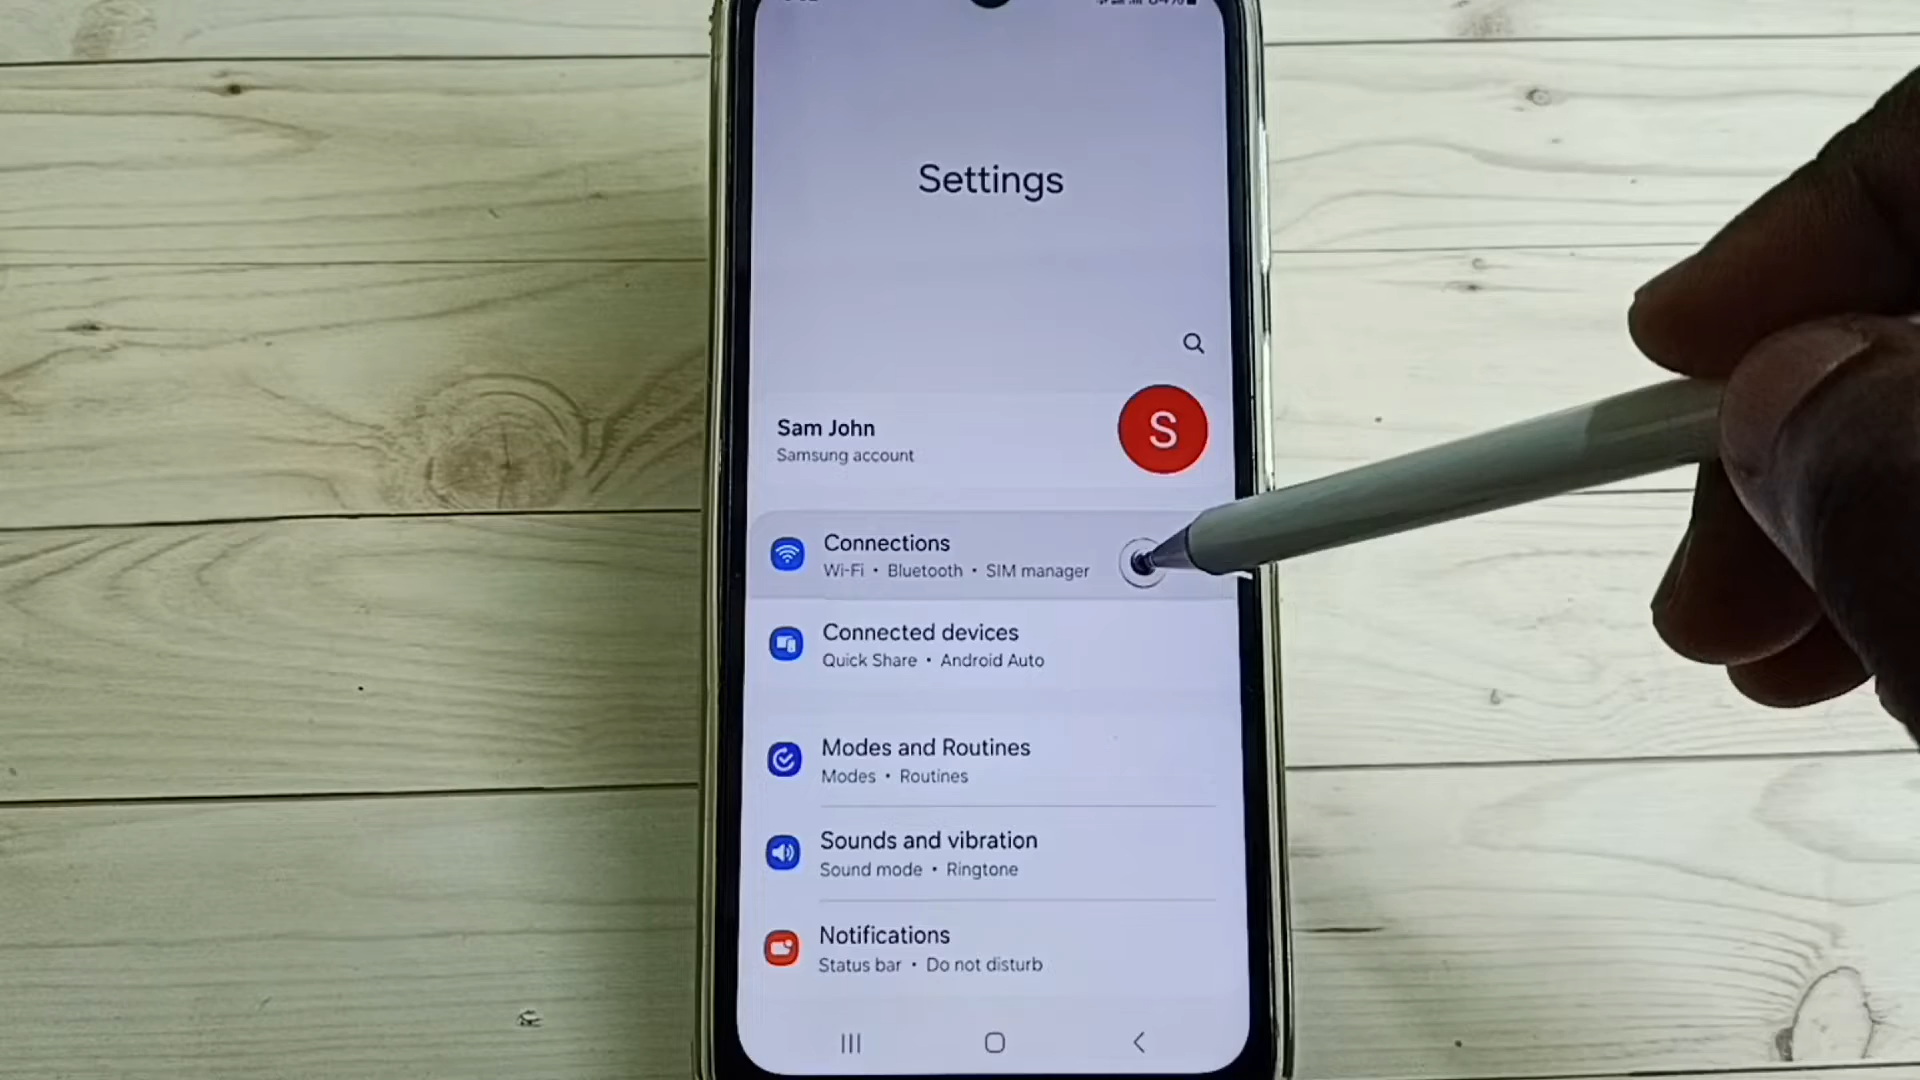 Settings
Sam John
Samsung account
S
Connections
Wi-Fi • Bluetooth • SIM manager
Connected devices
Quick Share • Android Auto
Modes and Routines
Modes • Routines
Sounds and vibration
Sound mode • Ringtone
Notifications
Status bar • Do not disturb